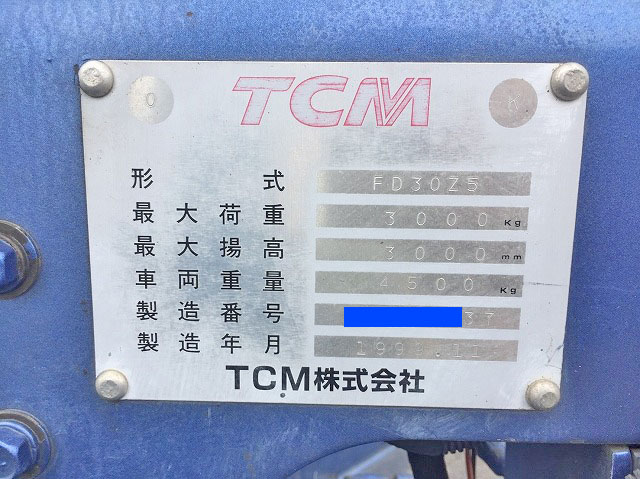 O TCM K
形式 FD30Z5
最大荷重 3000 Kg
最大揚高 3000 mm
車両重量 4500 Kg
製造番号 37
製造年月
TCM株式会社